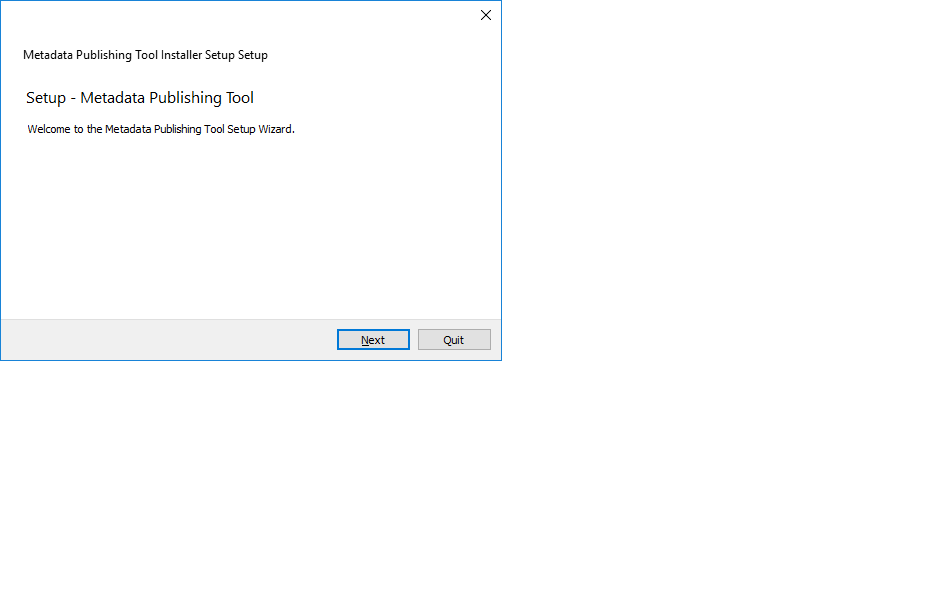 Metadata Publishing Tool Installer Setup Setup
Setup - Metadata Publishing Tool
Welcome to the Metadata Publishing Tool Setup Wizard.
Next
Quit